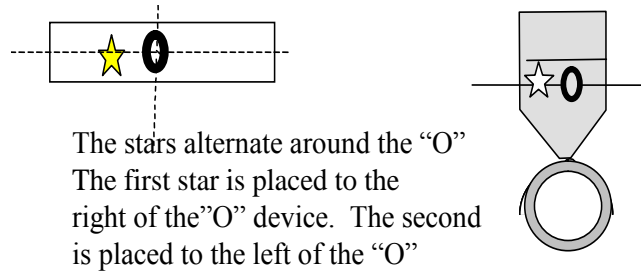 O
O
The stars alternate around the “O”
The first star is placed to the
right of the”O” device. The second
is placed to the left of the “O”